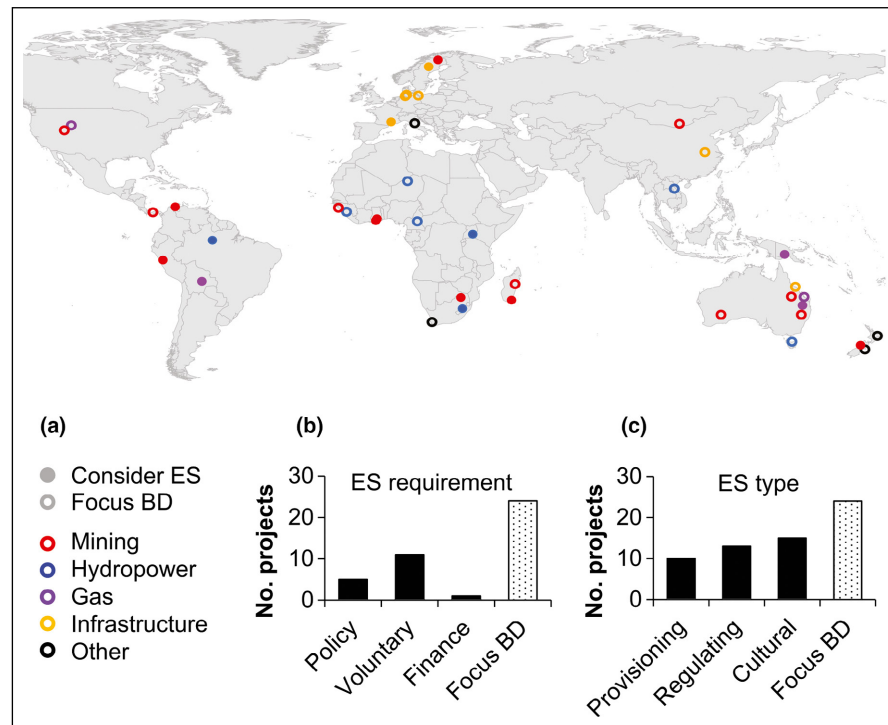 (a)
Consider ES
Focus BD
Mining
Hydropower
Gas
Infrastructure
Other
(b)
ES requirement
No. projects
30
20
10
0
Policy
Voluntary
Finance
Focus BD
(c)
ES type
No. projects
30
20
10
0
Provisioning
Regulating
Cultural
Focus BD